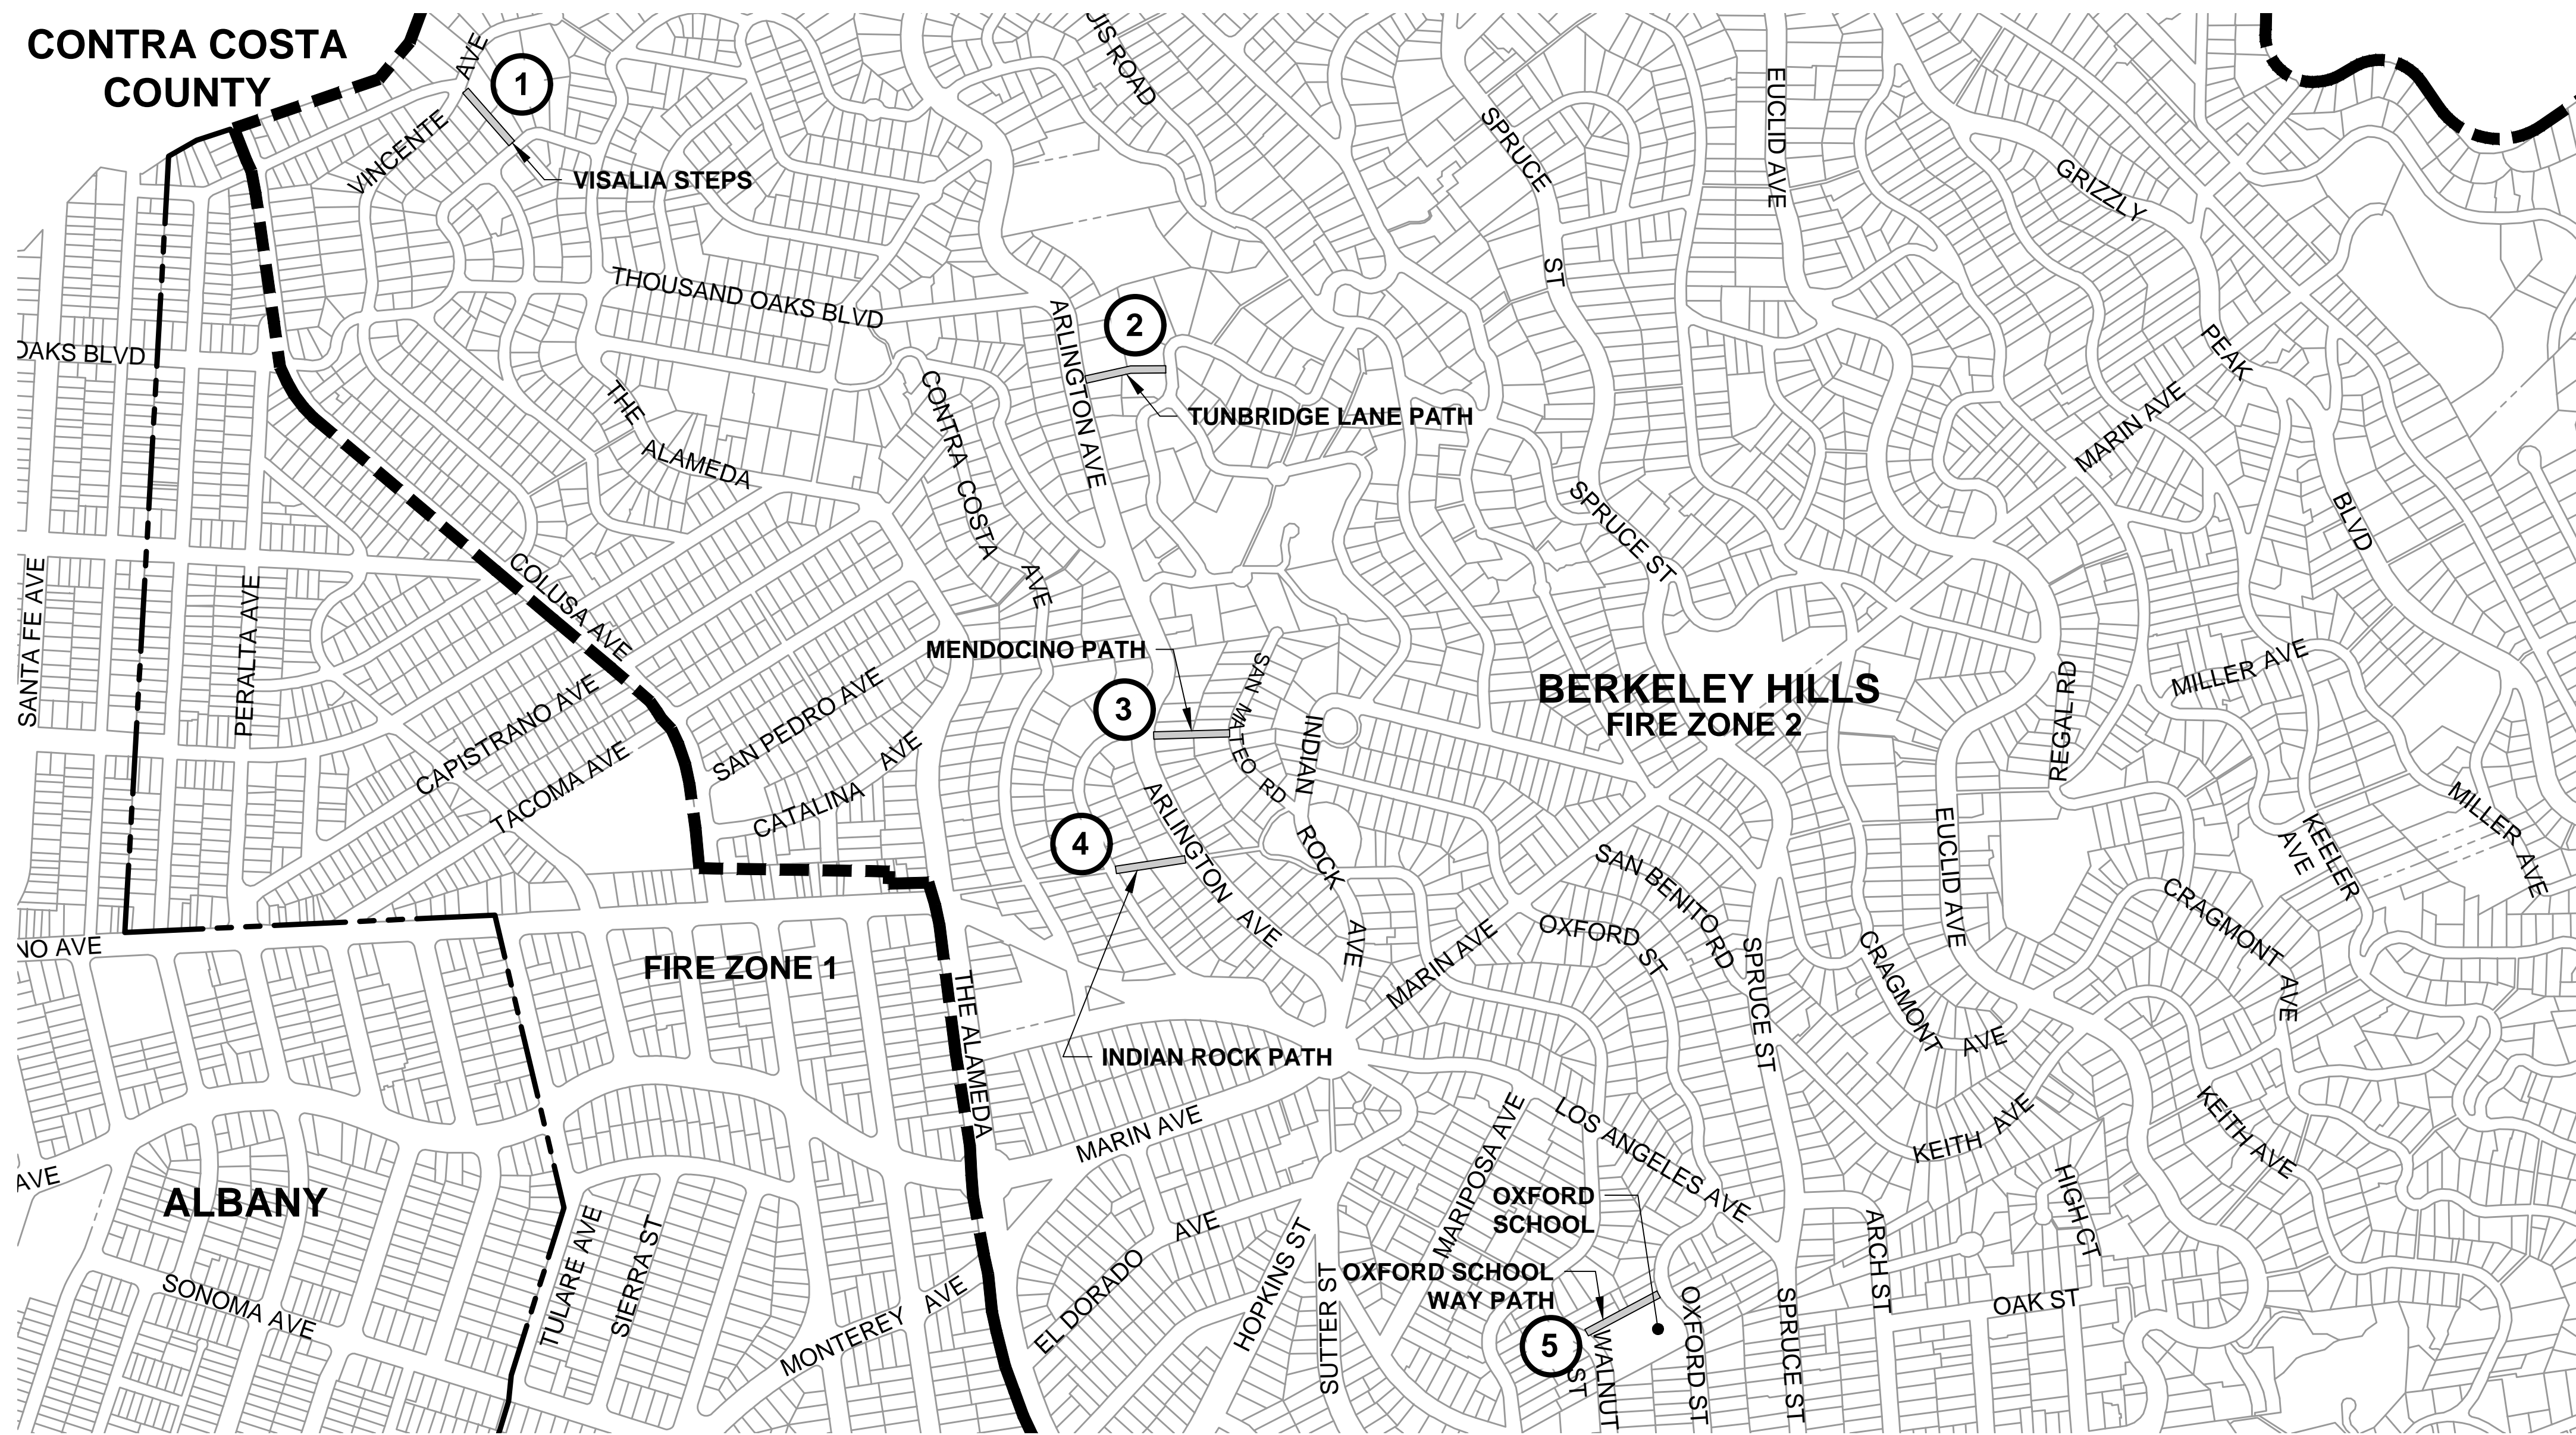 CONTRA COSTA
COUNTY
AVE
1
VINCENTE
VISALIA STEPS
UIS ROAD
SPRUCE
ST
EUCLID AVE
GRIZZLY
PEAK
BLVD
THOUSAND OAKS BLVD
OAKS BLVD
ARLINGTON AVE
2
TUNBRIDGE LANE PATH
THE
ALAMEDA
CONTRA COSTA
AVE
MARIN AVE
SPRUCE ST
SANTA FE AVE
PERALTA AVE
COLUSA AVE
MENDOCINO PATH
3
SAN MATEO RD
INDIAN
ROCK
AVE
BERKELEY HILLS
FIRE ZONE 2
REGAL RD
MILLER AVE
CAPISTRANO AVE
TACOMA AVE
SAN PEDRO AVE
CATALINA
AVE
4
ARLINGTON
AVE
SAN BENITO RD
EUCLID AVE
MILLER AVE
KEELER
AVE
NO AVE
FIRE ZONE 1
THE ALAMEDA
INDIAN ROCK PATH
MARIN AVE
OXFORD
ST
SPRUCE ST
CRAGMONT
AVE
CRAGMONT
AVE
MARIN AVE
MARIPOSA AVE
LOS ANGELES AVE
KEITH AVE
KEITH AVE
HIGH CT
AVE
ALBANY
SONOMA AVE
TULARE AVE
SIERRA ST
MONTEREY
AVE
EL DORADO
AVE
HOPKINS ST
SUTTER ST
OXFORD
SCHOOL
OXFORD SCHOOL
WAY PATH
5
WALNUT
ST
OXFORD ST
SPRUCE ST
ARCH ST
OAK ST